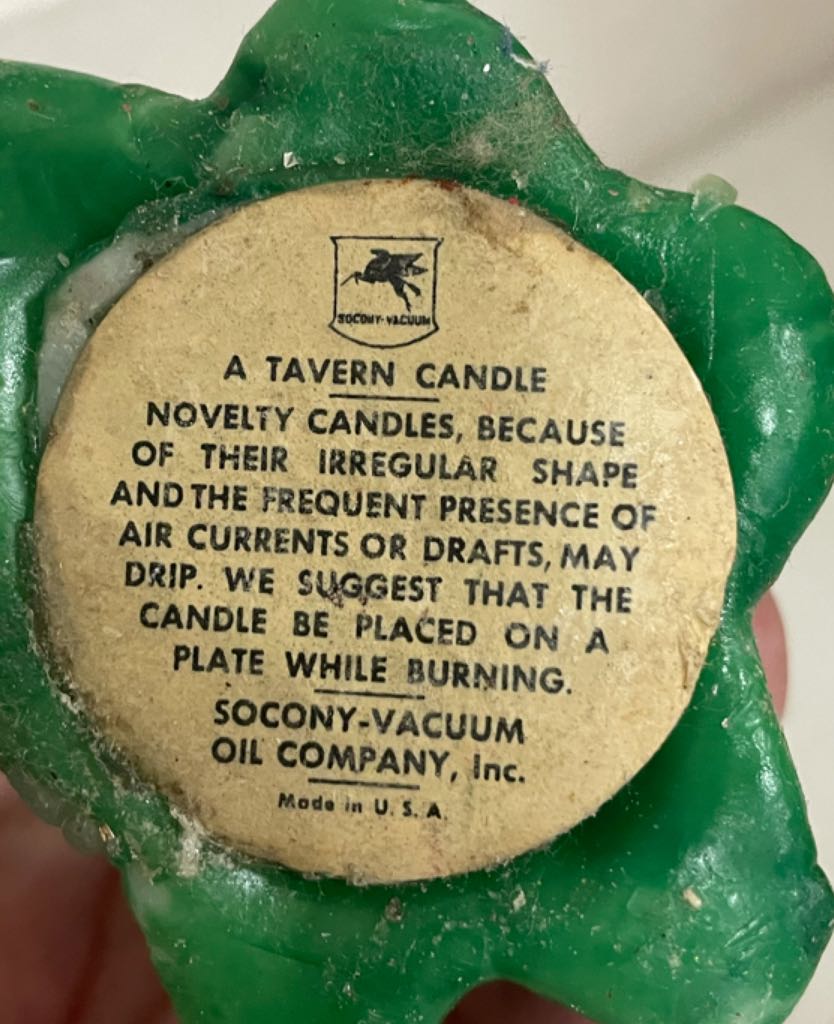 SOCONY-VACUUM
A TAVERN CANDLE
NOVELTY CANDLES, BECAUSE
OF THEIR IRREGULAR SHAPE
AND THE FREQUENT PRESENCE OF
AIR CURRENTS OR DRAFTS, MAY
DRIP. WE SUGGEST THAT THE
CANDLE BE PLACED ON A
PLATE WHILE BURNING.
SOCONY-VACUUM
OIL COMPANY, Inc.
Made in U. S. A.